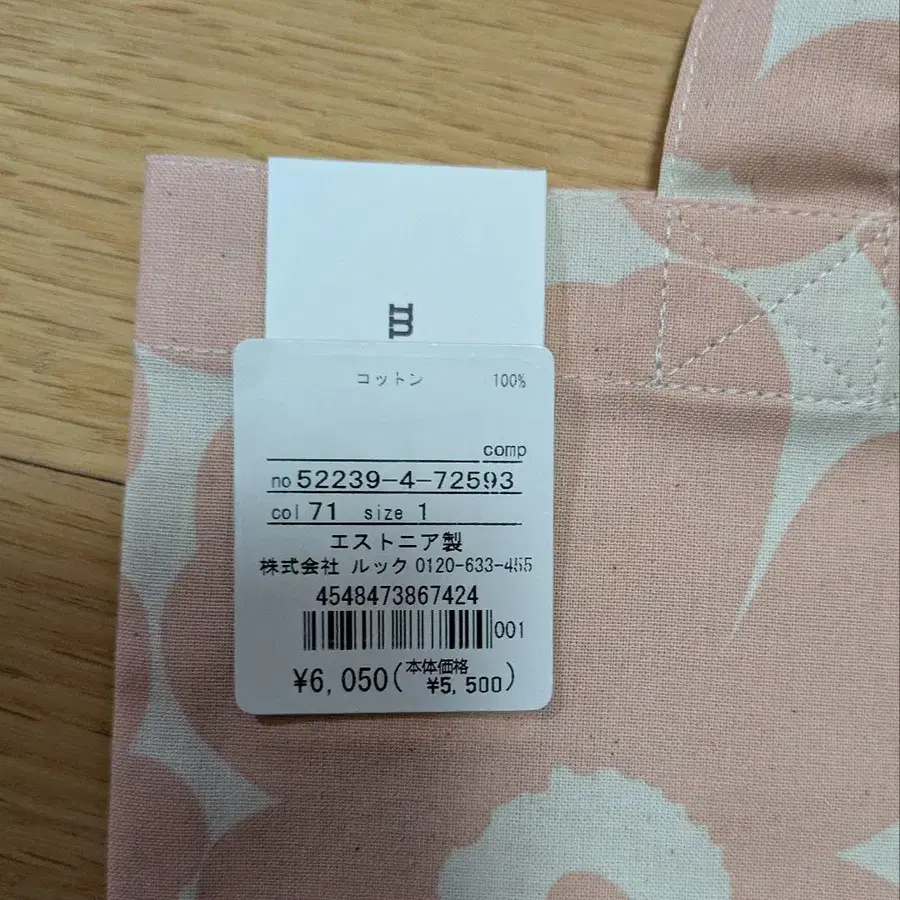 m
コットン 100%
comp
no 52239-4-72593
col 71 size 1
エストニア製
株式会社 ルック 0120-633-455
4548473867424
001
¥6,050(本体価格 ¥5,500)